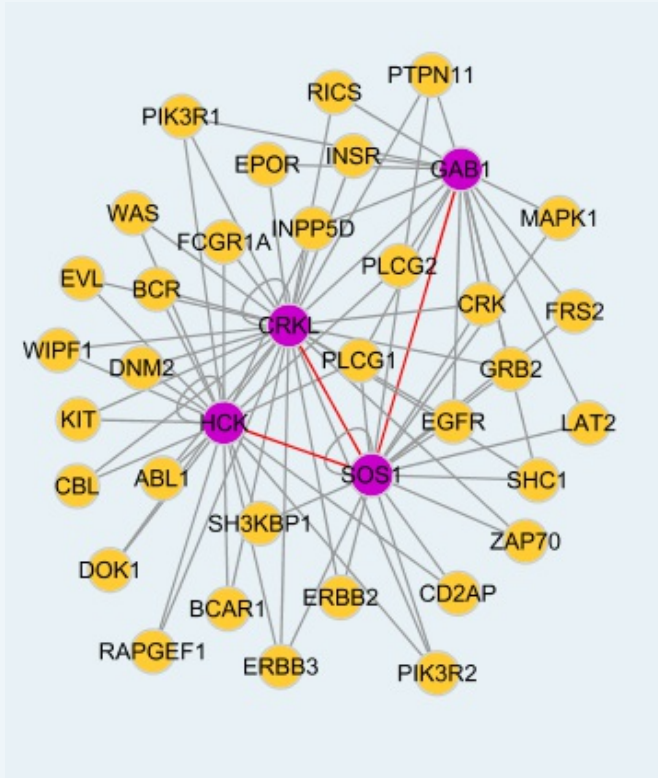 PTPN11
RICS
PIK3R1
INSR
EPOR
GAB1
WAS
MAPK1
FCGR1A
INPP5D
PLCG2
EVL
BCR
CRK
FRS2
CRKL
WIPF1
DNM2
PLCG1
GRB2
KIT
HCK
EGFR
LAT2
SOS1
CBL
ABL1
SHC1
SH3KBP1
ZAP70
DOK1
BCAR1
ERBB2
CD2AP
RAPGEF1
ERBB3
PIK3R2